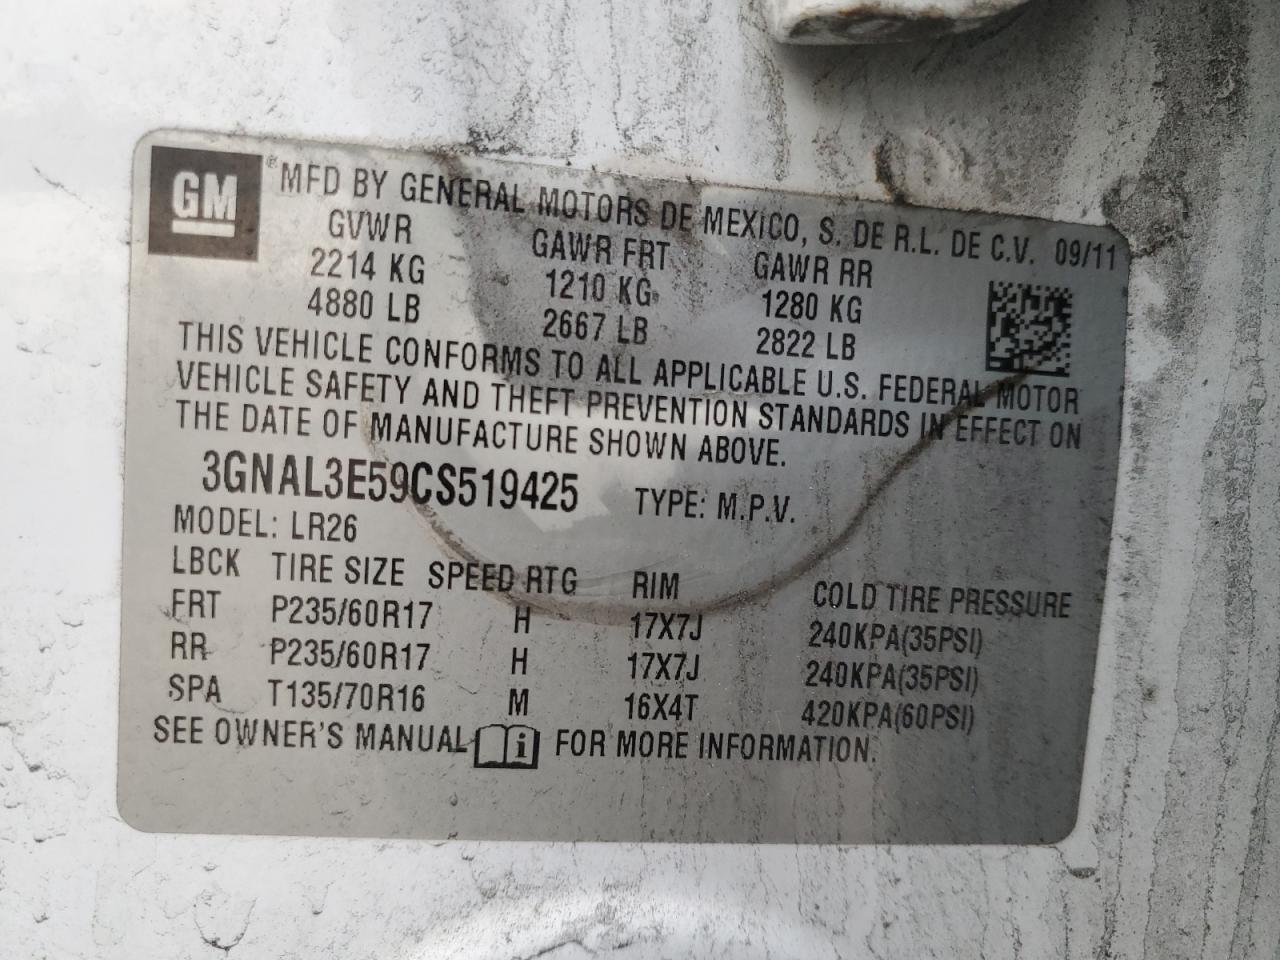 GM ® MFD BY GENERAL MOTORS DE MEXICO, S. DE R.L. DE C.V. 09/11
GVWR GAWR FRT GAWR RR
2214 KG 1210 KG 1280 KG
4880 LB 2667 LB 2822 LB
THIS VEHICLE CONFORMS TO ALL APPLICABLE U.S. FEDERAL MOTOR
VEHICLE SAFETY AND THEFT PREVENTION STANDARDS IN EFFECT ON
THE DATE OF MANUFACTURE SHOWN ABOVE.
3GNAL3E59CS519425 TYPE: M.P.V.
MODEL: LR26
LBCK TIRE SIZE SPEED RTG RIM COLD TIRE PRESSURE
FRT P235/60R17 H 17X7J 240KPA(35PSI)
RR P235/60R17 H 17X7J 240KPA(35PSI)
SPA T135/70R16 M 16X4T 420KPA(60PSI)
SEE OWNER'S MANUAL i FOR MORE INFORMATION.